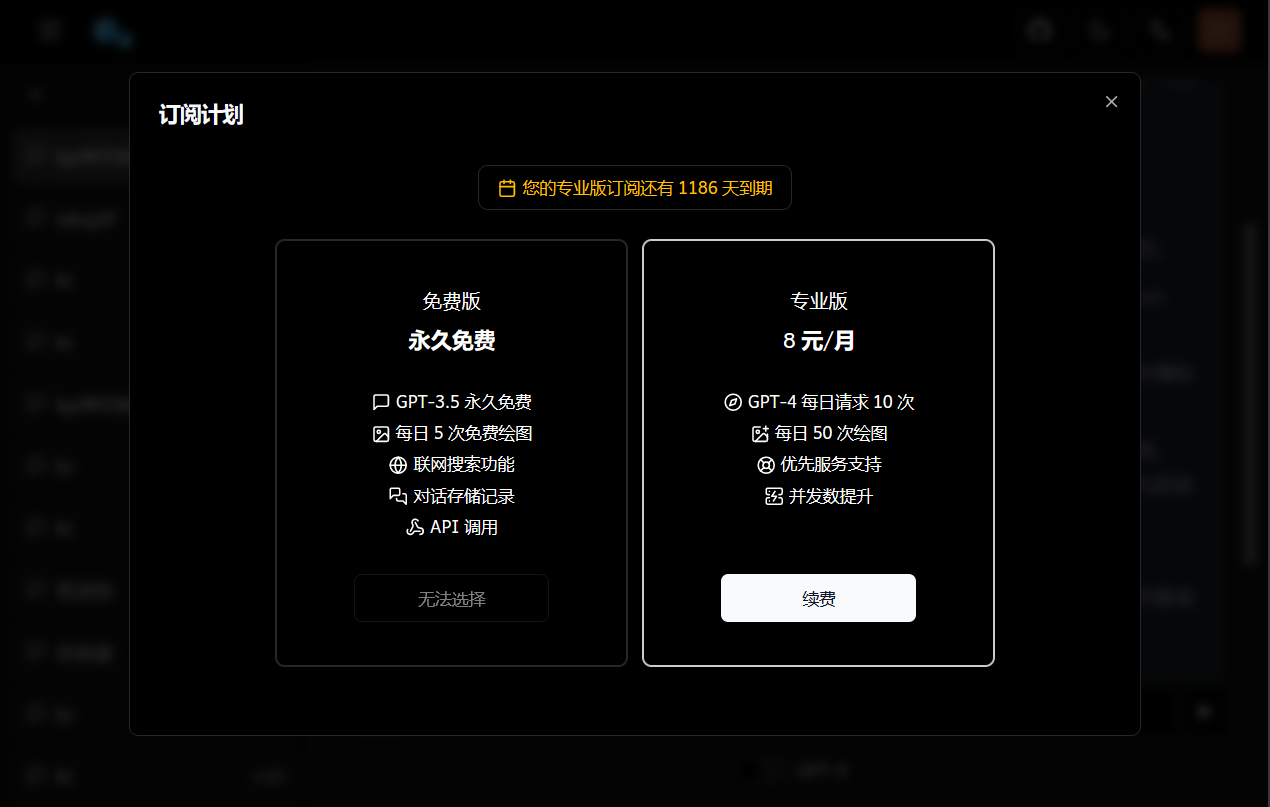 订阅计划
您的专业版订阅还有 1186 天到期
免费版
永久免费
GPT-3.5 永久免费
每日 5 次免费绘图
联网搜索功能
对话存储记录
API 调用
无法选择
专业版
8 元/月
GPT-4 每日请求 10 次
每日 50 次绘图
优先服务支持
并发数提升
续费